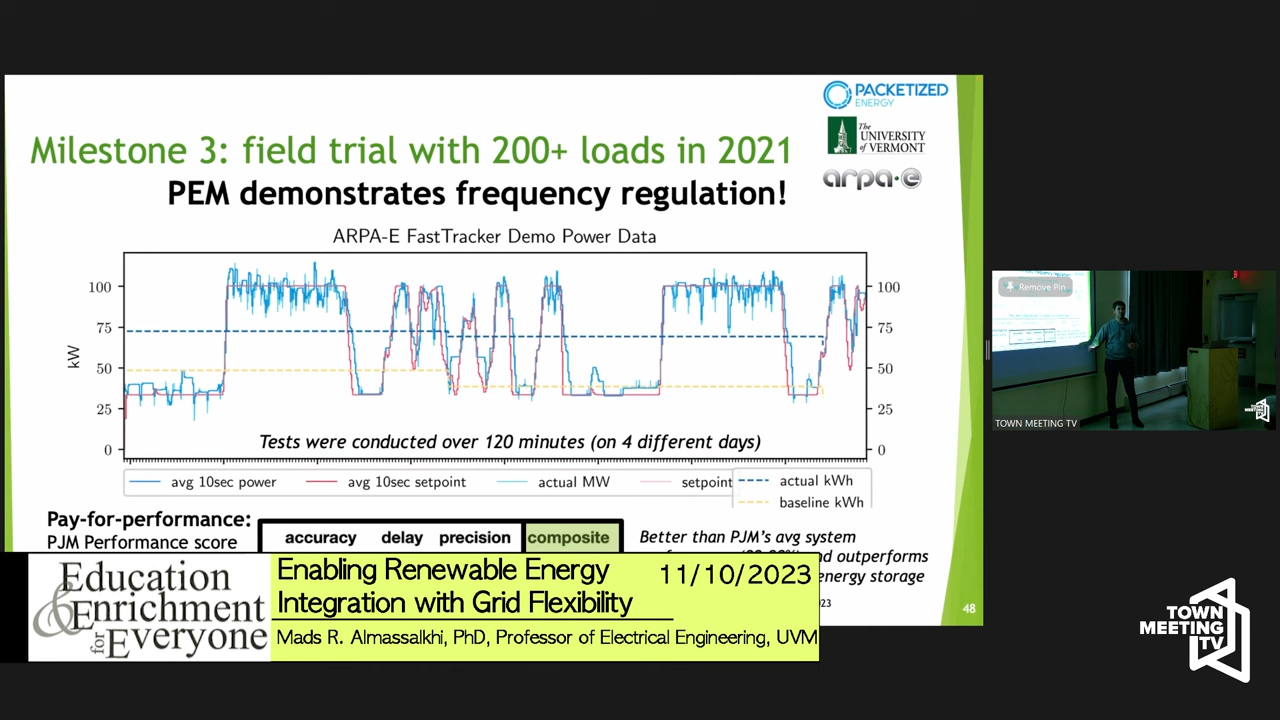 PACKETIZED
ENERGY
The
UNIVERSITY
of VERMONT
arpa·e
Milestone 3: field trial with 200+ loads in 2021
PEM demonstrates frequency regulation!
ARPA-E FastTracker Demo Power Data
100
75
50
25
0
kW
100
75
50
25
0
Tests were conducted over 120 minutes (on 4 different days)
avg 10sec power
avg 10sec setpoint
actual MW
setpoint
actual kWh
baseline kWh
Pay-for-performance:
PJM Performance score
accuracy delay precision composite
Better than PJM's avg system
outperforms
energy storage
48
Education
& Enrichment
for Everyone
Enabling Renewable Energy
Integration with Grid Flexibility
11/10/2023
Mads R. Almassalkhi, PhD, Professor of Electrical Engineering, UVM
Remove Pin
TOWN MEETING TV
TOWN
MEETING
TV
TOWN
MEETING
TV